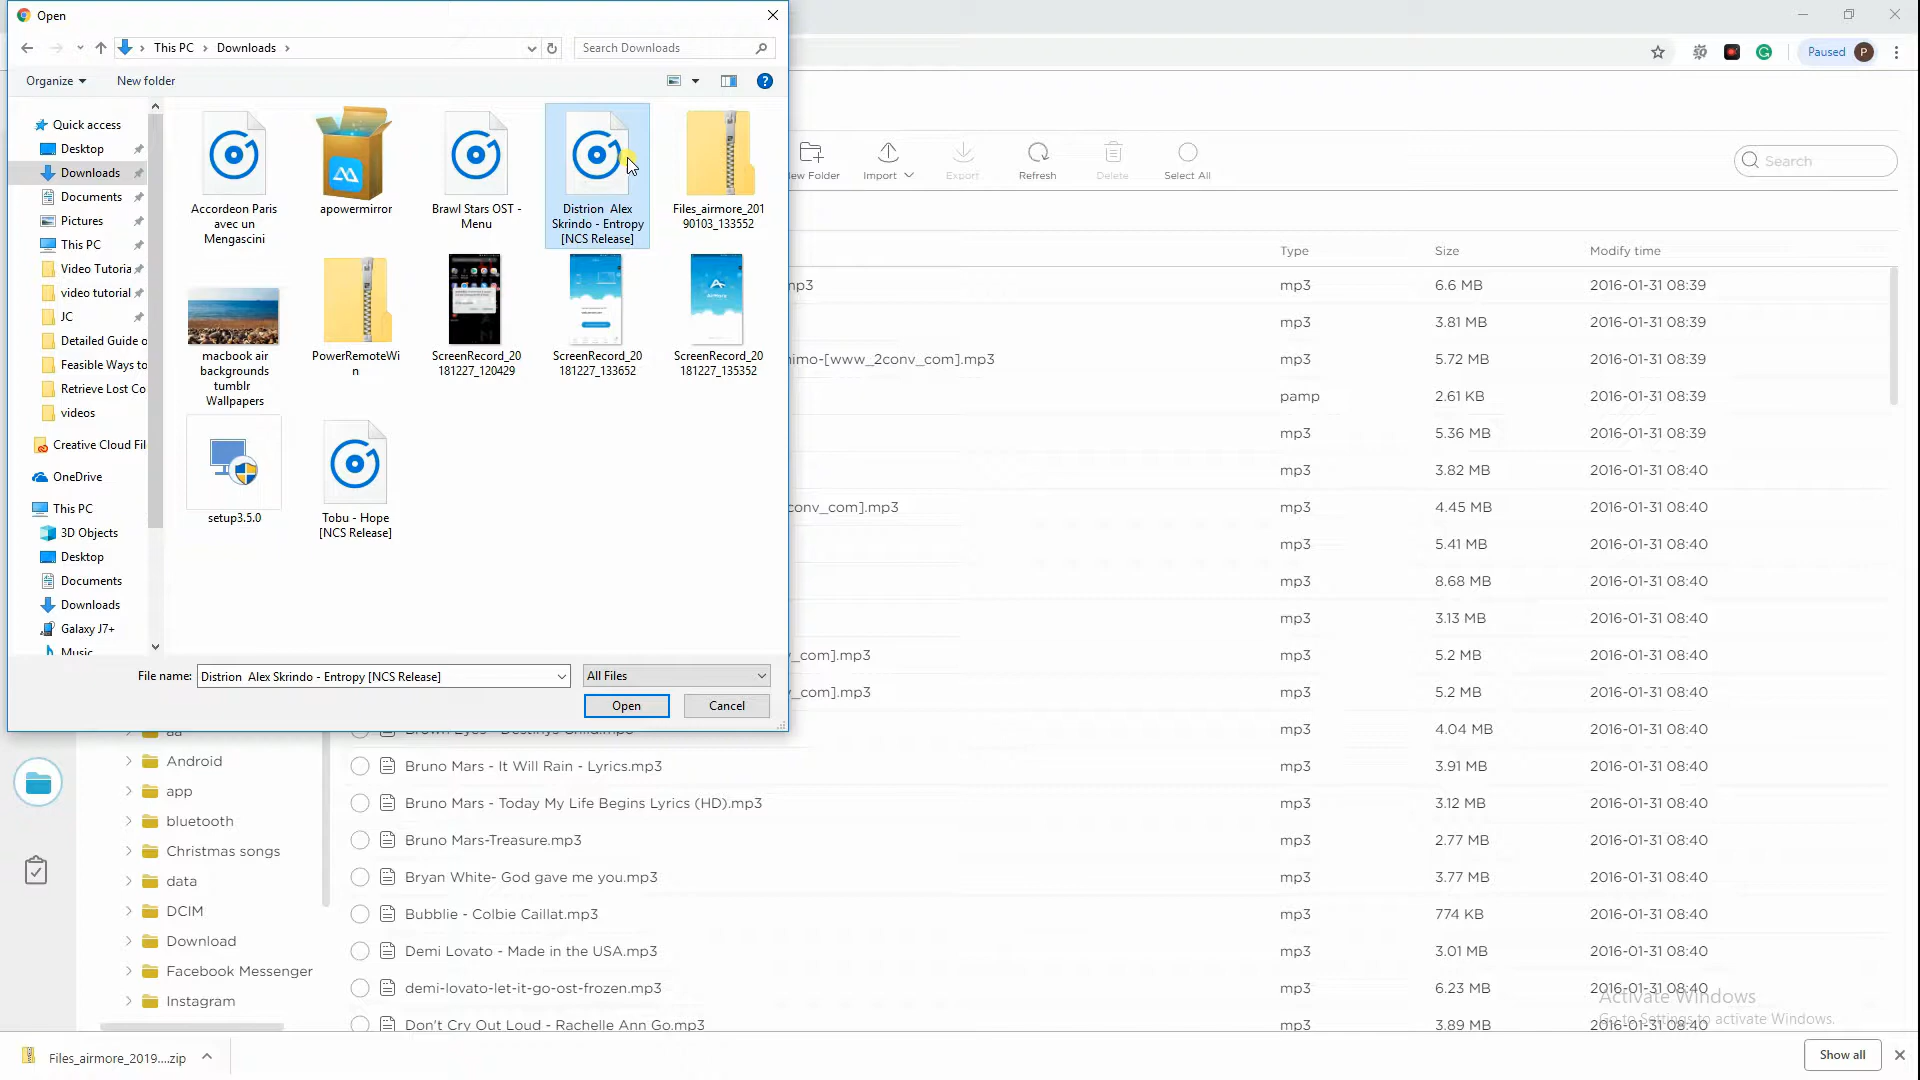 Open
This PC
Downloads
Search Downloads
Organize
New folder
Quick access
Desktop
Downloads
Documents
Pictures
This PC
Video Tutoria
video tutorial
JC
Detailed Guide o
Feasible Ways to
Retrieve Lost Co
videos
Creative Cloud Fil
OneDrive
This PC
3D Objects
Desktop
Documents
Downloads
Galaxy J7+
Music
Accordeon Paris
avec un
Mengascini
apowermirror
Brawl Stars OST -
Menu
Distrion Alex
Skrindo - Entropy
[NCS Release]
Files_airmore_201
90103_133552
macbook air
backgrounds
tumblr
Wallpapers
PowerRemoteWi
n
ScreenRecord_20
181227_120429
ScreenRecord_20
181227_133652
ScreenRecord_20
181227_135352
setup3.5.0
Tobu - Hope
[NCS Release]
File name: Distrion Alex Skrindo - Entropy [NCS Release]
All Files
Open
Cancel
Paused P
ew Folder
Import
Export
Refresh
Delete
Select All
Search
Type Size Modify time
np3 mp3 6.6 MB 2016-01-31 08:39
mp3 3.81 MB 2016-01-31 08:39
nimo-[www_2conv_com].mp3 mp3 5.72 MB 2016-01-31 08:39
pamp 2.61 KB 2016-01-31 08:39
mp3 5.36 MB 2016-01-31 08:39
mp3 3.82 MB 2016-01-31 08:40
conv_com].mp3 mp3 4.45 MB 2016-01-31 08:40
mp3 5.41 MB 2016-01-31 08:40
mp3 8.68 MB 2016-01-31 08:40
mp3 3.13 MB 2016-01-31 08:40
_com].mp3 mp3 5.2 MB 2016-01-31 08:40
_com].mp3 mp3 5.2 MB 2016-01-31 08:40
Brown Eyes - Destinys Child.mp3 mp3 4.04 MB 2016-01-31 08:40
Bruno Mars - It Will Rain - Lyrics.mp3 mp3 3.91 MB 2016-01-31 08:40
Bruno Mars - Today My Life Begins Lyrics (HD).mp3 mp3 3.12 MB 2016-01-31 08:40
Bruno Mars-Treasure.mp3 mp3 2.77 MB 2016-01-31 08:40
Bryan White- God gave me you.mp3 mp3 3.77 MB 2016-01-31 08:40
Bubblie - Colbie Caillat.mp3 mp3 774 KB 2016-01-31 08:40
Demi Lovato - Made in the USA.mp3 mp3 3.01 MB 2016-01-31 08:40
demi-lovato-let-it-go-ost-frozen.mp3 mp3 6.23 MB 2016-01-31 08:40
Don't Cry Out Loud - Rachelle Ann Go.mp3 mp3 3.89 MB 2016-01-31 08:40
aa
Android
app
bluetooth
Christmas songs
data
DCIM
Download
Facebook Messenger
Instagram
Activate Windows
Go to Settings to activate Windows.
Files_airmore_2019....zip
Show all